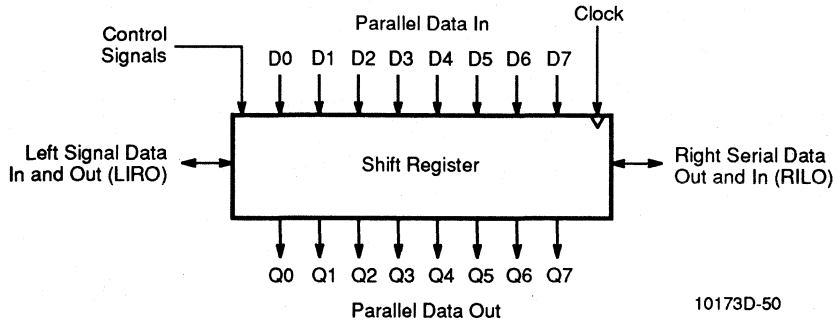 Parallel Data In
Clock
Control
Signals
D0 D1 D2 D3 D4 D5 D6 D7
Left Signal Data
In and Out (LIRO)
Shift Register
Right Serial Data
Out and In (RILO)
Q0 Q1 Q2 Q3 Q4 Q5 Q6 Q7
Parallel Data Out
10173D-50